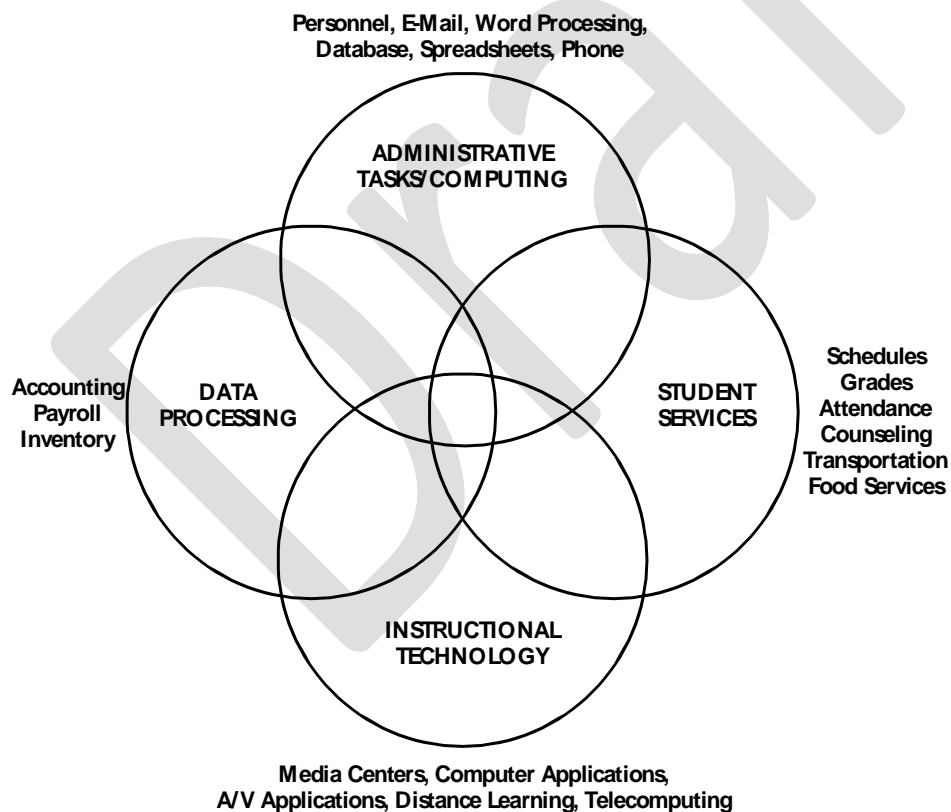 Personnel, E-Mail, Word Processing,
Database, Spreadsheets, Phone
ADMINISTRATIVE
TASKS/COMPUTING
Accounting
Payroll
Inventory
DATA
PROCESSING
STUDENT
SERVICES
Schedules
Grades
Attendance
Counseling
Transportation
Food Services
INSTRUCTIONAL
TECHNOLOGY
Media Centers, Computer Applications,
A/V Applications, Distance Learning, Telecomputing